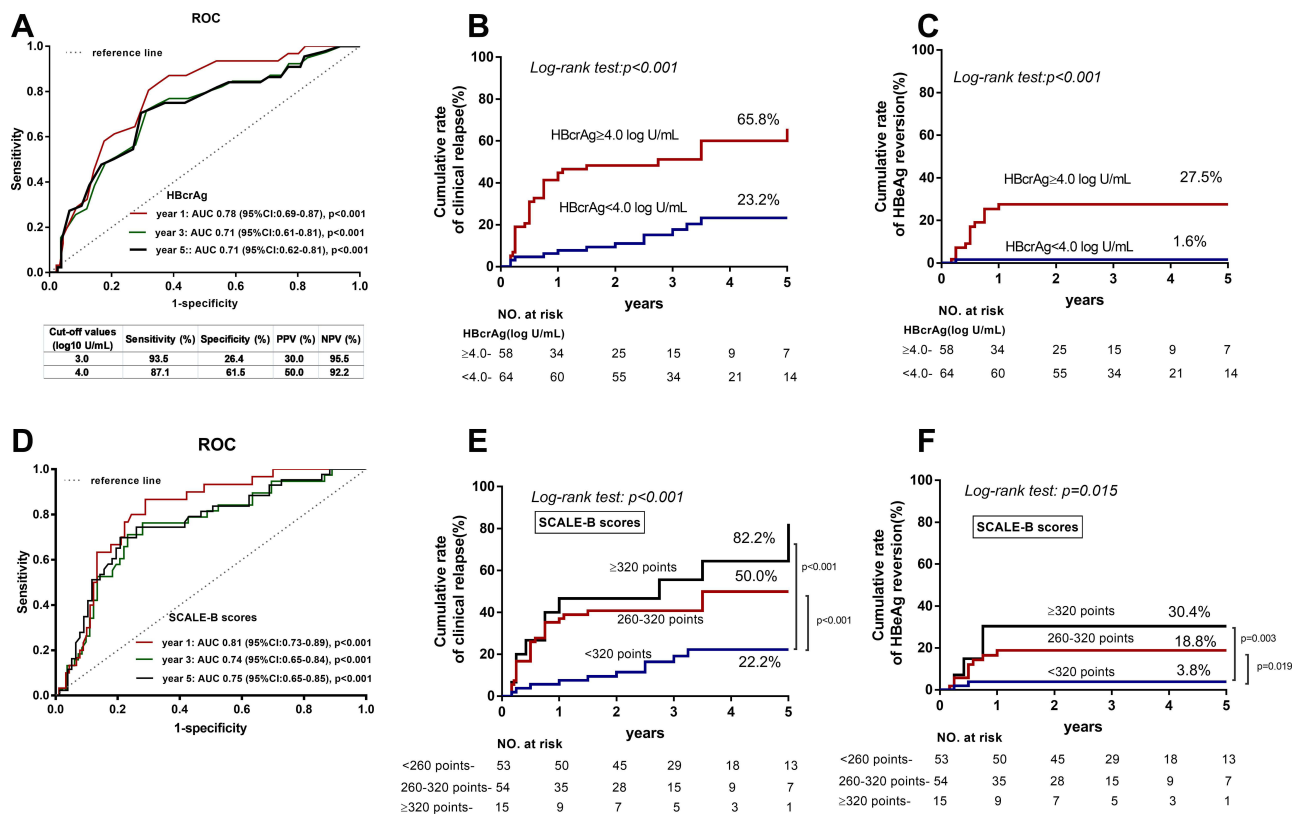 A
ROC
1.0
0.8
0.6
0.4
0.2
0.0
Sensitivity
reference line
HBcrAg
year 1: AUC 0.78 (95%CI:0.69-0.87), p<0.001
year 3: AUC 0.71 (95%CI:0.61-0.81), p<0.001
year 5:: AUC 0.71 (95%CI:0.62-0.81), p<0.001
0.0 0.2 0.4 0.6 0.8 1.0
1-specificity
Cut-off values (log10 U/mL) Sensitivity (%) Specificity (%) PPV (%) NPV (%)
3.0 93.5 26.4 30.0 95.5
4.0 87.1 61.5 50.0 92.2
B
Cumulative rate
of clinical relapse(%)
100
80
60
40
20
0
Log-rank test:p<0.001
65.8%
HBcrAg≥4.0 log U/mL
23.2%
HBcrAg<4.0 log U/mL
0 1 2 3 4 5
years
NO. at risk
HBcrAg(log U/mL)
≥4.0- 58 34 25 15 9 7
<4.0- 64 60 55 34 21 14
C
Cumulative rate
of HBeAg reversion(%)
100
80
60
40
20
0
Log-rank test:p<0.001
HBcrAg≥4.0 log U/mL 27.5%
HBcrAg<4.0 log U/mL 1.6%
0 1 2 3 4 5
years
NO. at risk
HBcrAg(log U/mL)
≥4.0- 58 34 25 15 9 7
<4.0- 64 60 55 34 21 14
D
ROC
1.0
0.8
0.6
0.4
0.2
0.0
Sensitivity
reference line
SCALE-B scores
year 1: AUC 0.81 (95%CI:0.73-0.89), p<0.001
year 3: AUC 0.74 (95%CI:0.65-0.84), p<0.001
year 5: AUC 0.75 (95%CI:0.65-0.85), p<0.001
0.0 0.2 0.4 0.6 0.8 1.0
1-specificity
E
Cumulative rate
of clinical relapse(%)
100
80
60
40
20
0
Log-rank test: p<0.001
SCALE-B scores
82.2%
≥320 points
50.0%
260-320 points
<320 points
22.2%
p<0.001
p<0.001
0 1 2 3 4 5
years
NO. at risk
<260 points- 53 50 45 29 18 13
260-320 points- 54 35 28 15 9 7
≥320 points- 15 9 7 5 3 1
F
Cumulative rate
of HBeAg reversion(%)
100
80
60
40
20
0
Log-rank test: p=0.015
SCALE-B scores
≥320 points 30.4%
260-320 points 18.8%
<320 points 3.8%
p=0.003
p=0.019
0 1 2 3 4 5
years
NO. at risk
<260 points- 53 50 45 29 18 13
260-320 points- 54 35 28 15 9 7
≥320 points- 15 9 7 5 3 1